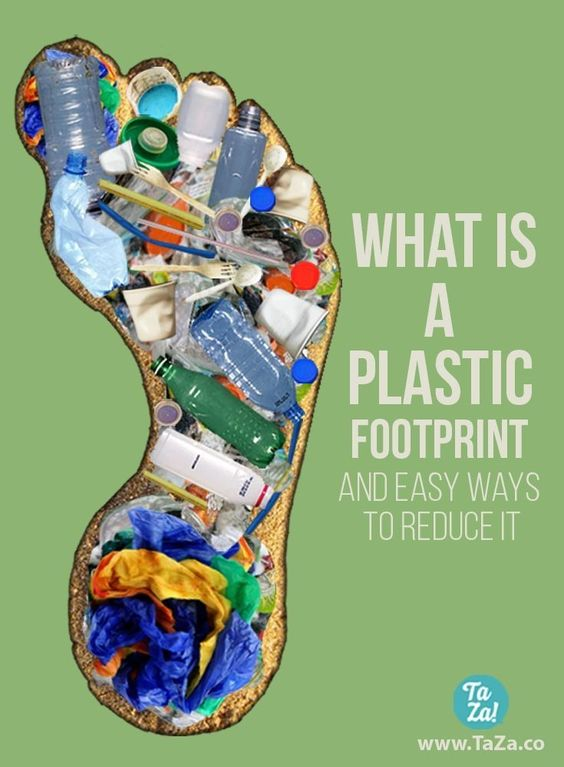 WHAT IS
A
PLASTIC
FOOTPRINT
AND EASY WAYS
TO REDUCE IT
Ta
Za!
www.TaZa.co